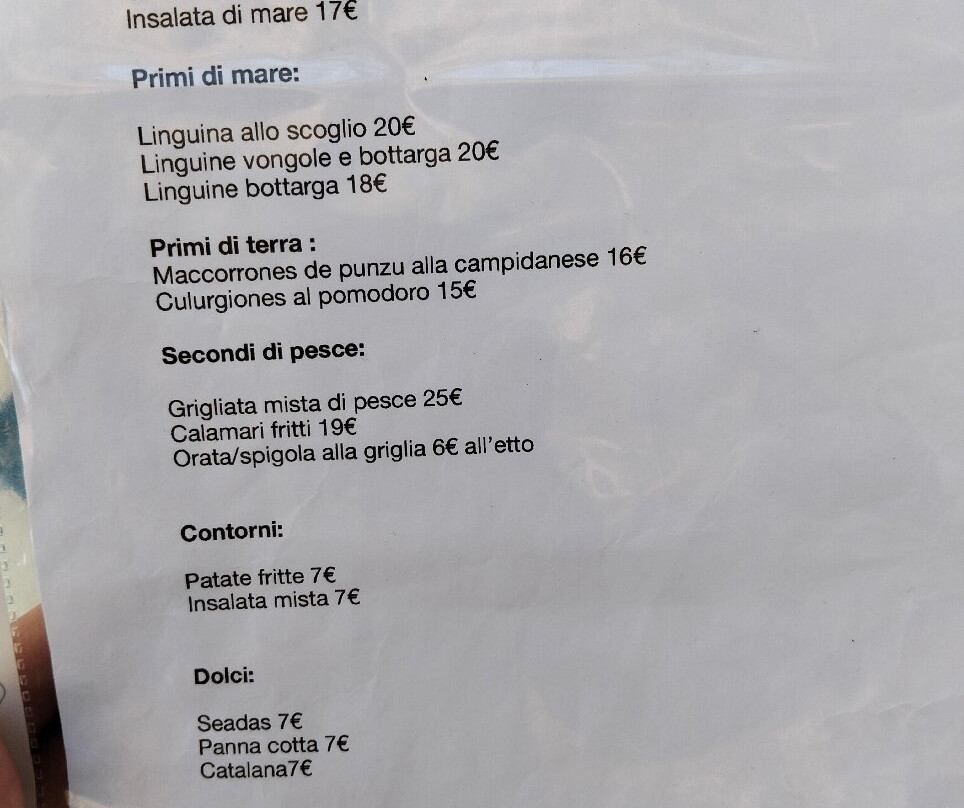 Insalata di mare 17€
Primi di mare:
Linguina allo scoglio 20€
Linguine vongole e bottarga 20€
Linguine bottarga 18€
Primi di terra :
Maccorrones de punzu alla campidanese 16€
Culurgiones al pomodoro 15€
Secondi di pesce:
Grigliata mista di pesce 25€
Calamari fritti 19€
Orata/spigola alla griglia 6€ all'etto
Contorni:
Patate fritte 7€
Insalata mista 7€
Dolci:
Seadas 7€
Panna cotta 7€
Catalana7€